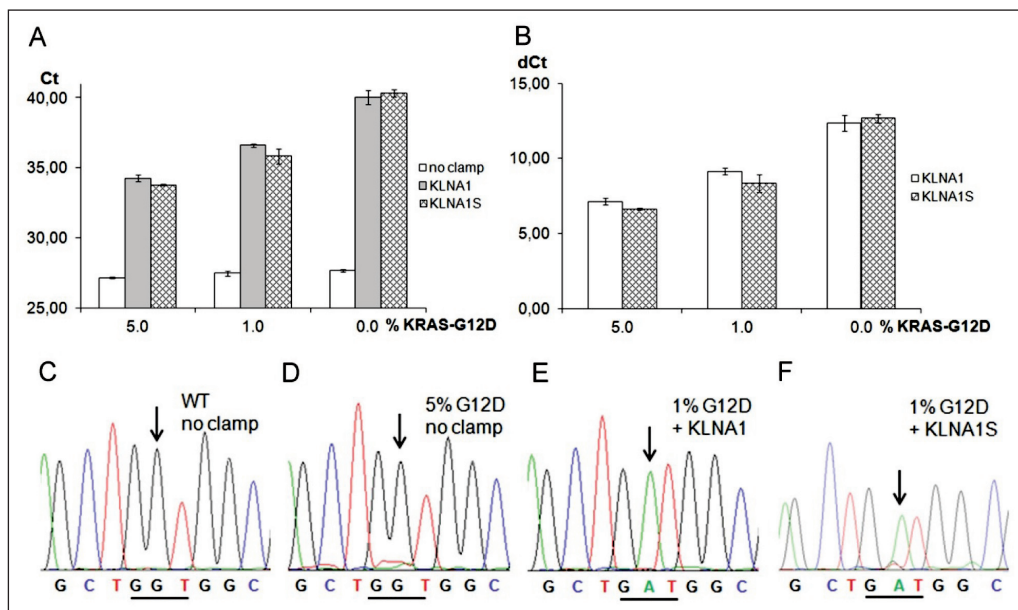 A
Ct
40,00
35,00
30,00
25,00
no clamp
KLNA1
KLNA1S
5.0 1.0 0.0 % KRAS-G12D
B
dCt
15,00
10,00
5,00
0,00
KLNA1
KLNA1S
5.0 1.0 0.0 % KRAS-G12D
C
WT
no clamp
G C T G G T G G C
D
5% G12D
no clamp
G C T G G T G G C
E
1% G12D
+ KLNA1
G C T G A T G G C
F
1% G12D
+ KLNA1S
G C T G A T G G C